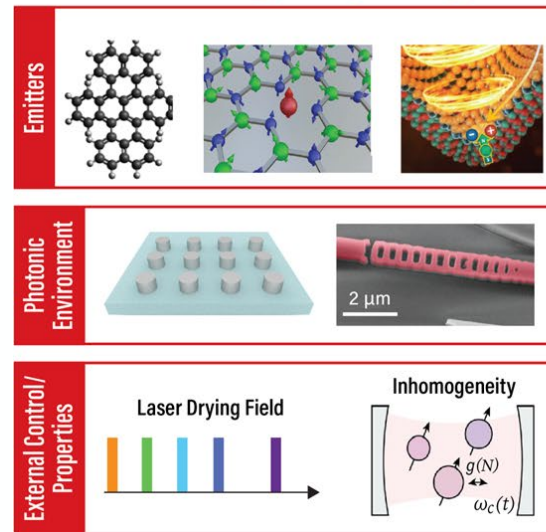 Emitters
Photonic
Environment
2 μm
External Control/
Properties
Laser Drying Field
Inhomogeneity
g(N)
ω_c(t)